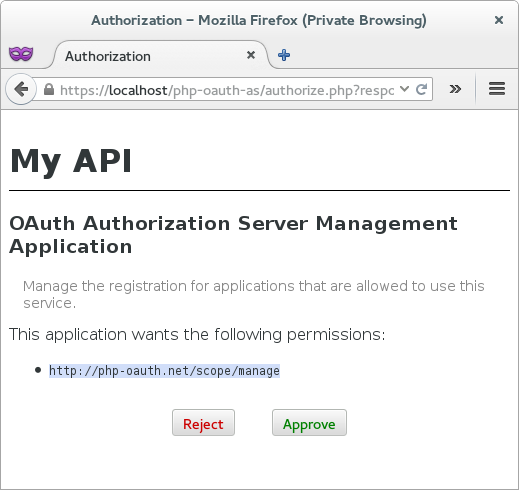 Authorization – Mozilla Firefox (Private Browsing)
Authorization
https://localhost/php-oauth-as/authorize.php?respc
My API
OAuth Authorization Server Management
Application
Manage the registration for applications that are allowed to use this
service.
This application wants the following permissions:
http://php-oauth.net/scope/manage
Reject Approve